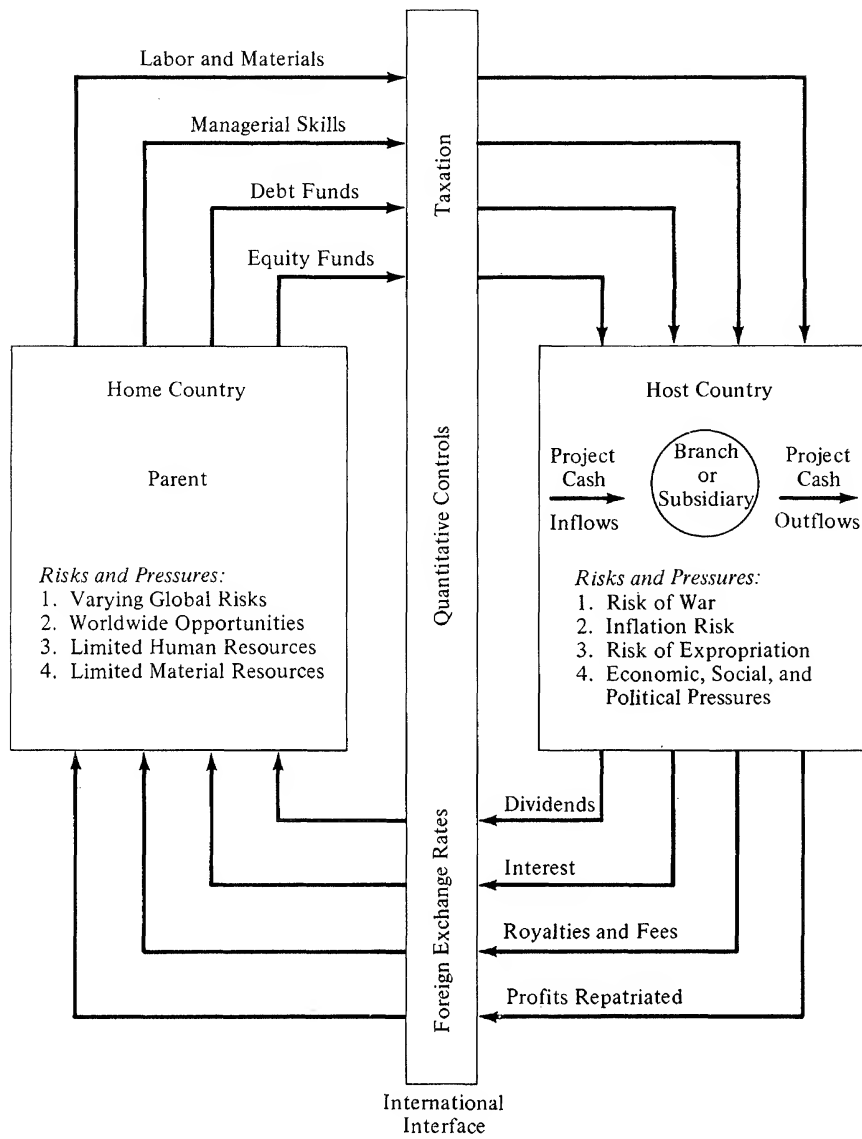 Labor and Materials
Managerial Skills
Debt Funds
Equity Funds
Taxation
Quantitative Controls
Foreign Exchange Rates
Home Country
Parent
Risks and Pressures:
1. Varying Global Risks
2. Worldwide Opportunities
3. Limited Human Resources
4. Limited Material Resources
Host Country
Project
Cash
Inflows
Branch
or
Subsidiary
Project
Cash
Outflows
Risks and Pressures:
1. Risk of War
2. Inflation Risk
3. Risk of Expropriation
4. Economic, Social, and
Political Pressures
Dividends
Interest
Royalties and Fees
Profits Repatriated
International
Interface